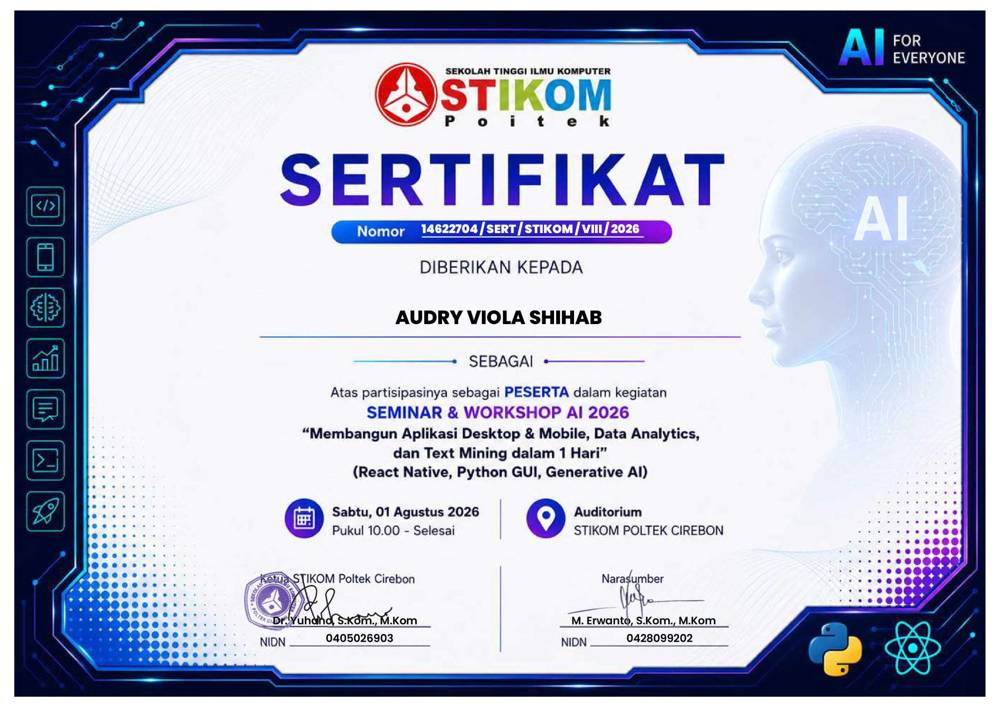 AI FOR EVERYONE
SEKOLAH TINGGI ILMU KOMPUTER
STIKOM
Poitek
SERTIFIKAT
Nomor 14622704/SERT/STIKOM/VIII/2026
DIBERIKAN KEPADA
AI
AUDRY VIOLA SHIHAB
SEBAGAI
Atas partisipasinya sebagai PESERTA dalam kegiatan
SEMINAR & WORKSHOP AI 2026
“Membangun Aplikasi Desktop & Mobile, Data Analytics,
dan Text Mining dalam 1 Hari”
(React Native, Python GUI, Generative AI)
Sabtu, 01 Agustus 2026
Pukul 10.00 - Selesai
Auditorium
STIKOM POLTEK CIREBON
Ketua STIKOM Poltek Cirebon
Dr. Yuhano, S.Kom., M.Kom
NIDN 0405026903
Narasumber
M. Erwanto, S.Kom., M.Kom
NIDN 0428099202